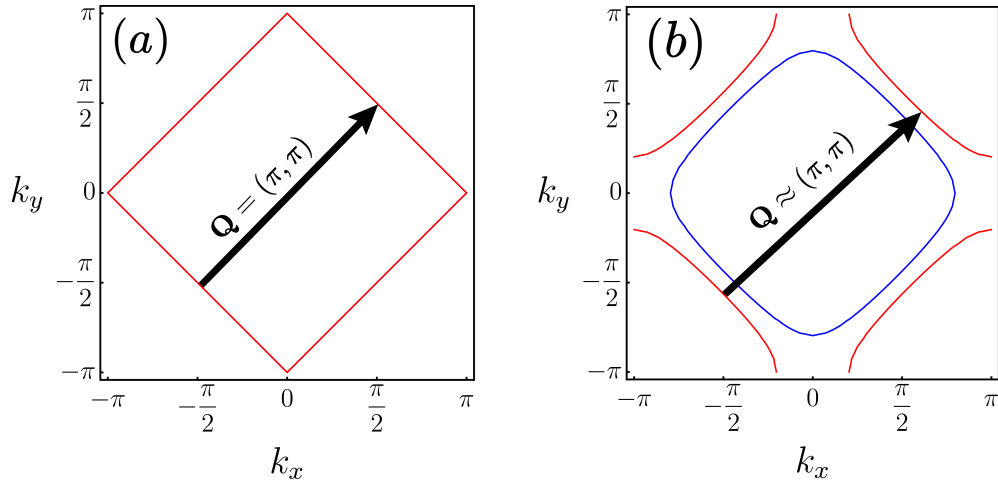 (a)
π
π/2
0
−π/2
−π
k_y
Q = (π, π)
−π
−π/2
0
π/2
π
k_x
(b)
π
π/2
0
−π/2
−π
k_y
Q ≈ (π, π)
−π
−π/2
0
π/2
π
k_x